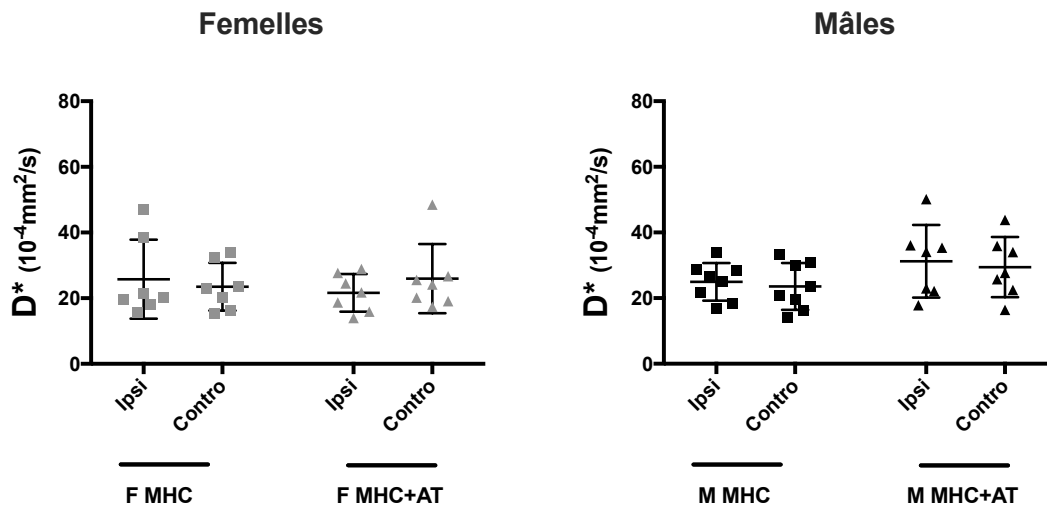 Femelles
Mâles
D* (10⁻⁴mm²/s)
80
60
40
20
0
Ipsi
Contro
Ipsi
Contro
F MHC
F MHC+AT
D* (10⁻⁴mm²/s)
80
60
40
20
0
Ipsi
Contro
Ipsi
Contro
M MHC
M MHC+AT